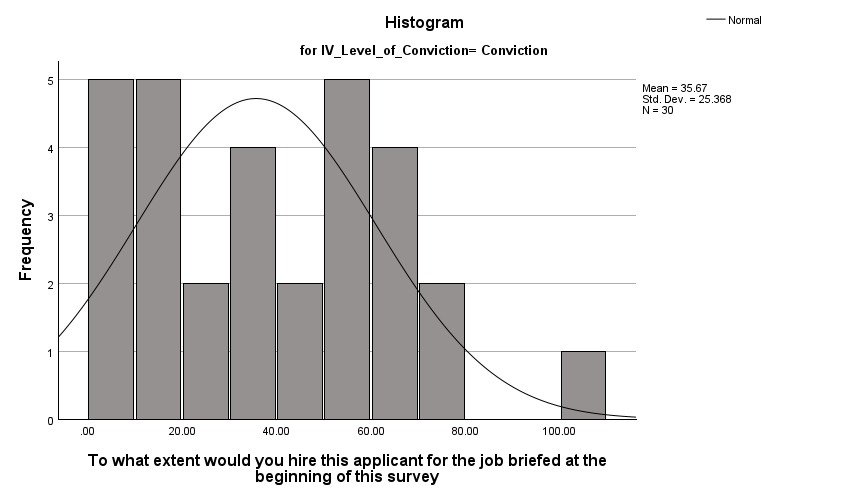 Histogram
for IV_Level_of_Conviction= Conviction
Normal
Mean = 35.67
Std. Dev. = 25.368
N = 30
Frequency
5
4
3
2
1
0
.00 20.00 40.00 60.00 80.00 100.00
To what extent would you hire this applicant for the job briefed at the
beginning of this survey